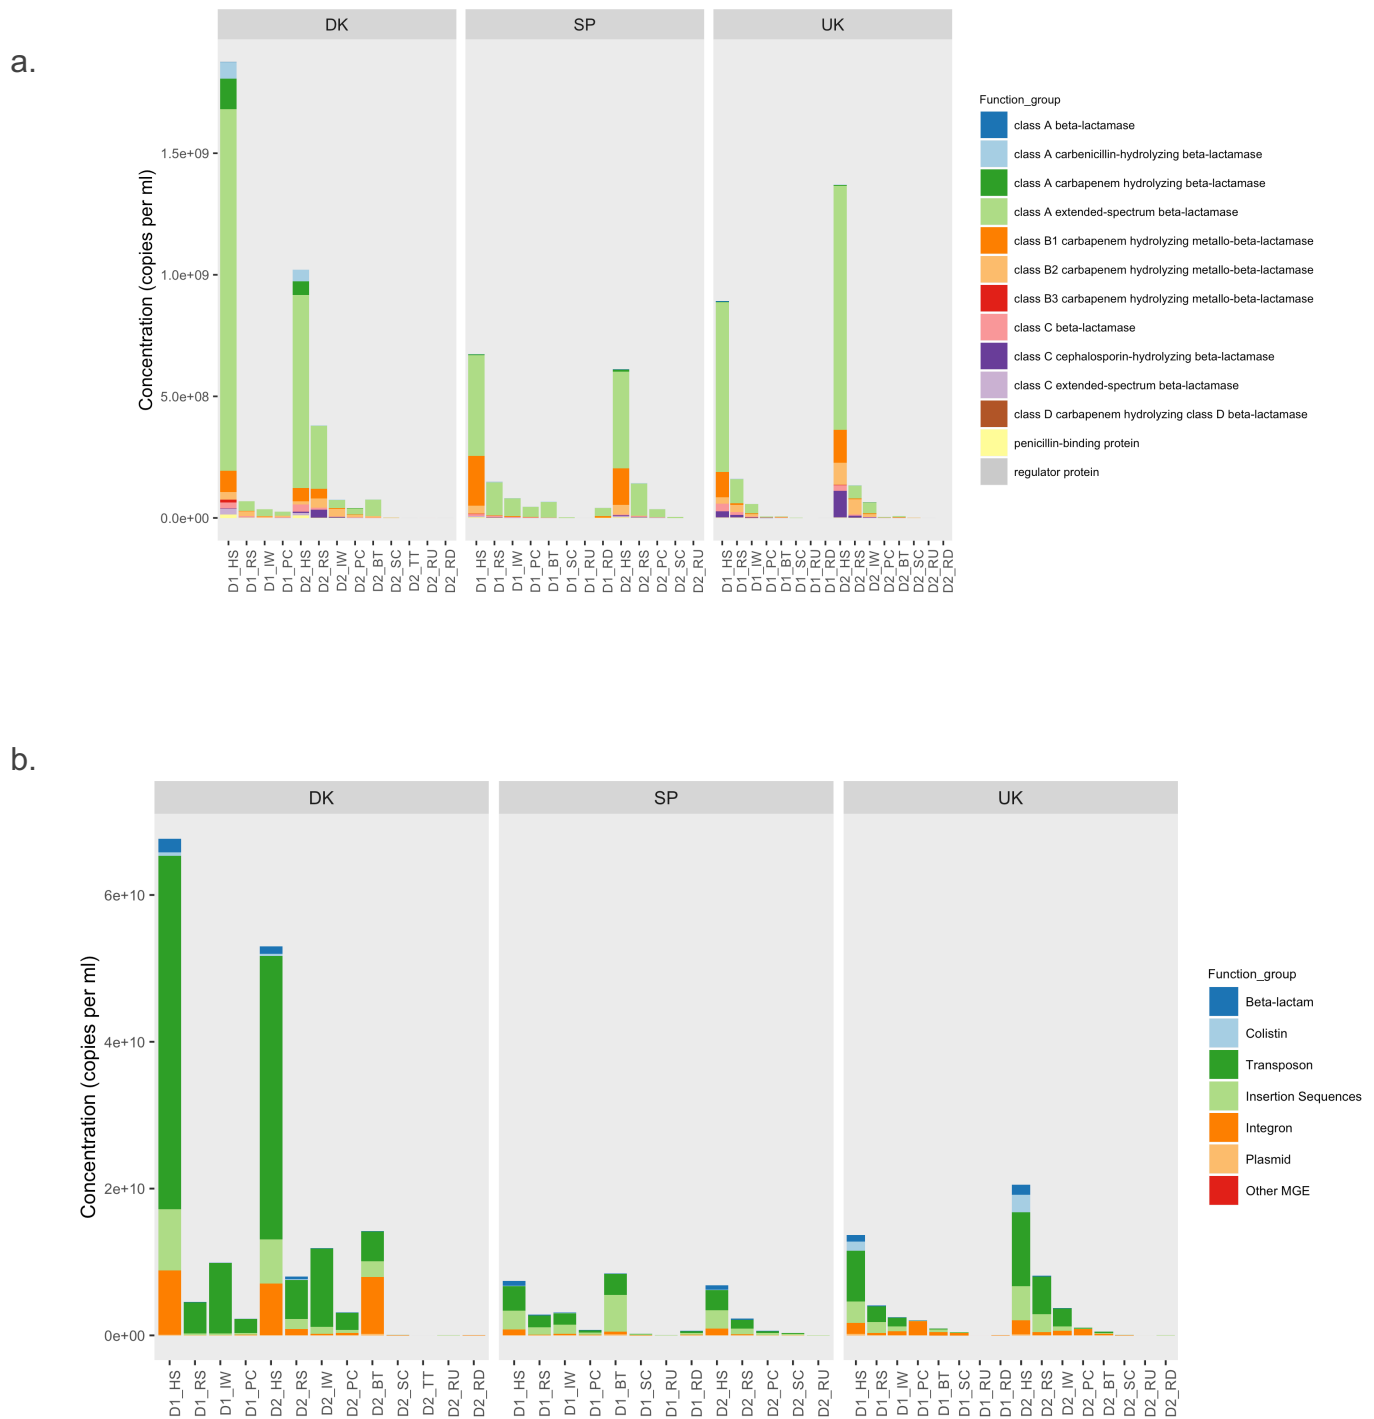 a.
DK
SP
UK
Concentration (copies per ml)
1.5e+09
1.0e+09
5.0e+08
0.0e+00
D1_HS
D1_RS
D1_IW
D1_PC
D2_HS
D2_RS
D2_IW
D2_PC
D2_BT
D2_SC
D2_TT
D2_RU
D2_RD
D1_HS
D1_RS
D1_IW
D1_PC
D1_BT
D1_SC
D1_RU
D1_RD
D2_HS
D2_RS
D2_PC
D2_SC
D2_RU
D1_HS
D1_RS
D1_IW
D1_PC
D1_BT
D1_SC
D1_RU
D1_RD
D2_HS
D2_RS
D2_IW
D2_PC
D2_BT
D2_SC
D2_RU
D2_RD
Function_group
class A beta-lactamase
class A carbenicillin-hydrolyzing beta-lactamase
class A carbapenem hydrolyzing beta-lactamase
class A extended-spectrum beta-lactamase
class B1 carbapenem hydrolyzing metallo-beta-lactamase
class B2 carbapenem hydrolyzing metallo-beta-lactamase
class B3 carbapenem hydrolyzing metallo-beta-lactamase
class C beta-lactamase
class C cephalosporin-hydrolyzing beta-lactamase
class C extended-spectrum beta-lactamase
class D carbapenem hydrolyzing class D beta-lactamase
penicillin-binding protein
regulator protein
b.
DK
SP
UK
Concentration (copies per ml)
6e+10
4e+10
2e+10
0e+00
D1_HS
D1_RS
D1_IW
D1_PC
D2_HS
D2_RS
D2_IW
D2_PC
D2_BT
D2_SC
D2_TT
D2_RU
D2_RD
D1_HS
D1_RS
D1_IW
D1_PC
D1_BT
D1_SC
D1_RU
D1_RD
D2_HS
D2_RS
D2_PC
D2_SC
D2_RU
D1_HS
D1_RS
D1_IW
D1_PC
D1_BT
D1_SC
D1_RU
D1_RD
D2_HS
D2_RS
D2_IW
D2_PC
D2_BT
D2_SC
D2_RU
D2_RD
Function_group
Beta-lactam
Colistin
Transposon
Insertion Sequences
Integron
Plasmid
Other MGE